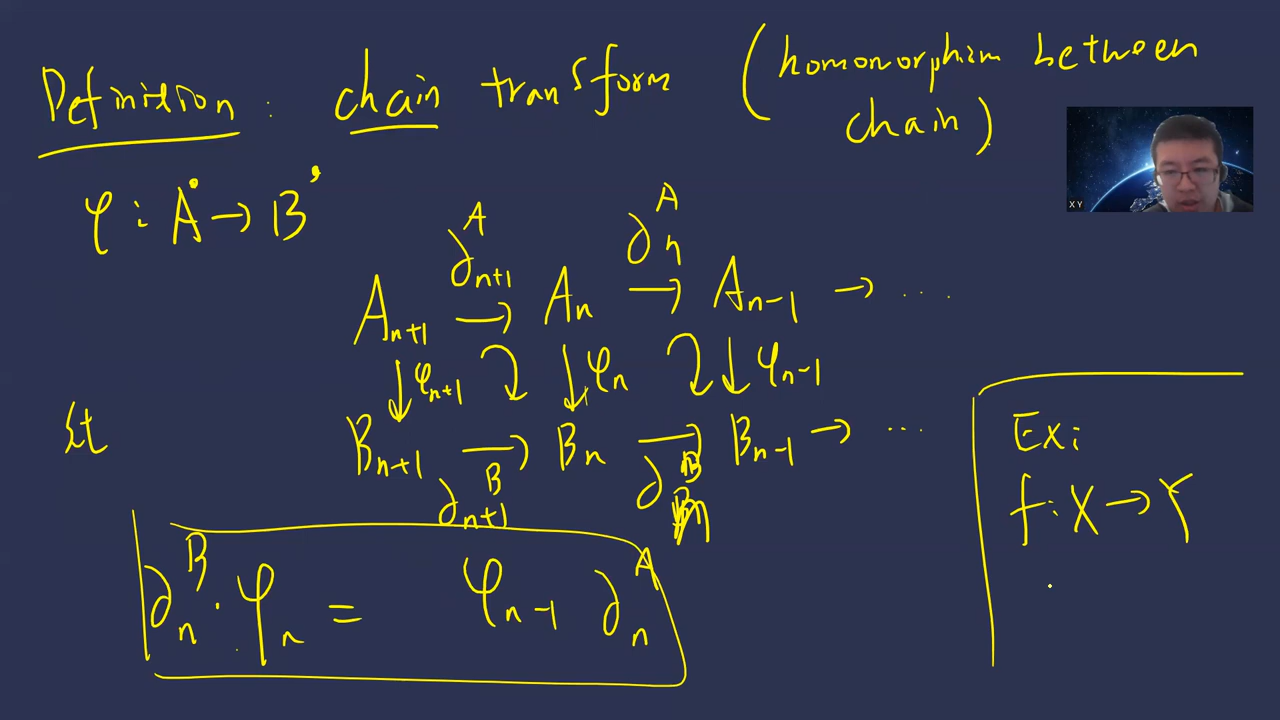 Definition: chain transform (homomorphism between
chain)
φ : A• → B•
∂ⁿ⁺¹ᴬ ∂ₙᴬ
Aₙ₊₁ → Aₙ → Aₙ₋₁ → ....
↓ φₙ₊₁ ↓ φₙ ↓ φₙ₋₁
st Bₙ₊₁ → Bₙ → Bₙ₋₁ → ...
∂ₙ₊₁ᴮ ∂ₙᴮ
∂ₙᴮ · φₙ = φₙ₋₁ ∂ₙᴬ
Ex:
f: X → Y
X Y